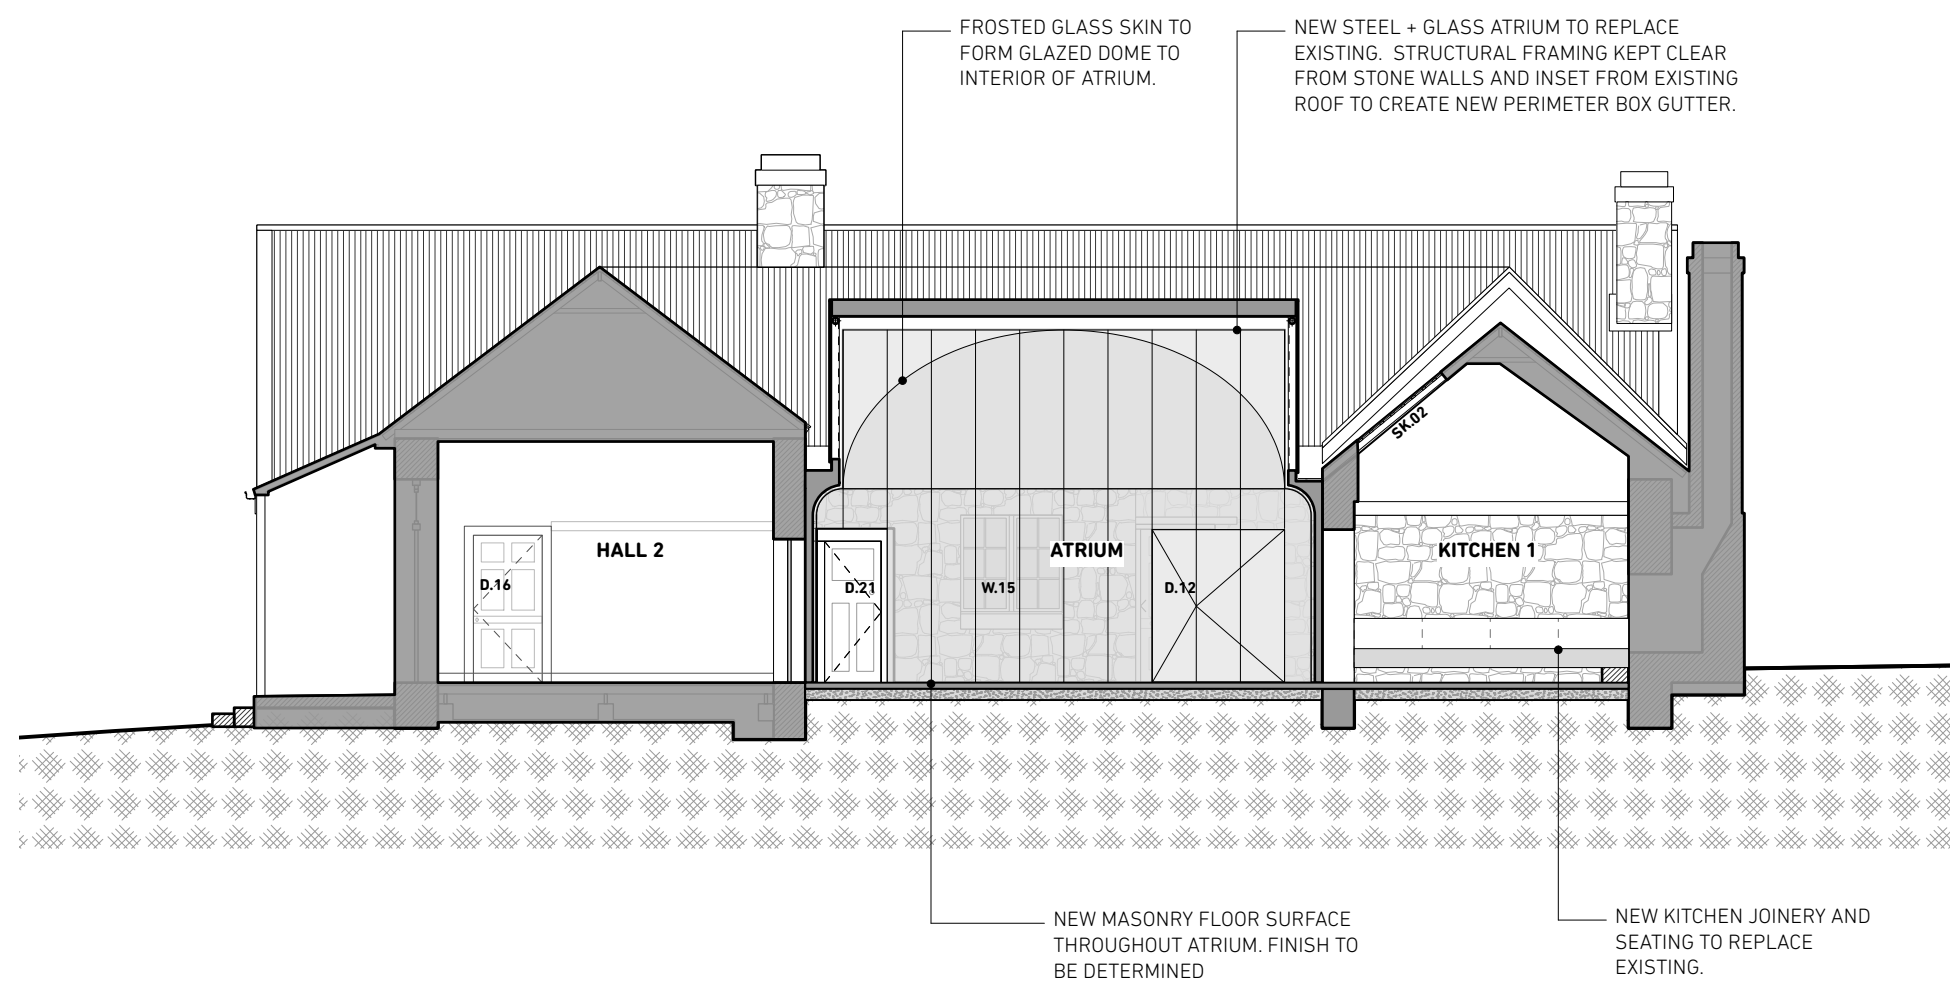 FROSTED GLASS SKIN TO
FORM GLAZED DOME TO
INTERIOR OF ATRIUM.
NEW STEEL + GLASS ATRIUM TO REPLACE
EXISTING. STRUCTURAL FRAMING KEPT CLEAR
FROM STONE WALLS AND INSET FROM EXISTING
ROOF TO CREATE NEW PERIMETER BOX GUTTER.
SK.02
HALL 2
ATRIUM
KITCHEN 1
D.16
D.21
W.15
D.12
NEW MASONRY FLOOR SURFACE
THROUGHOUT ATRIUM. FINISH TO
BE DETERMINED
NEW KITCHEN JOINERY AND
SEATING TO REPLACE
EXISTING.